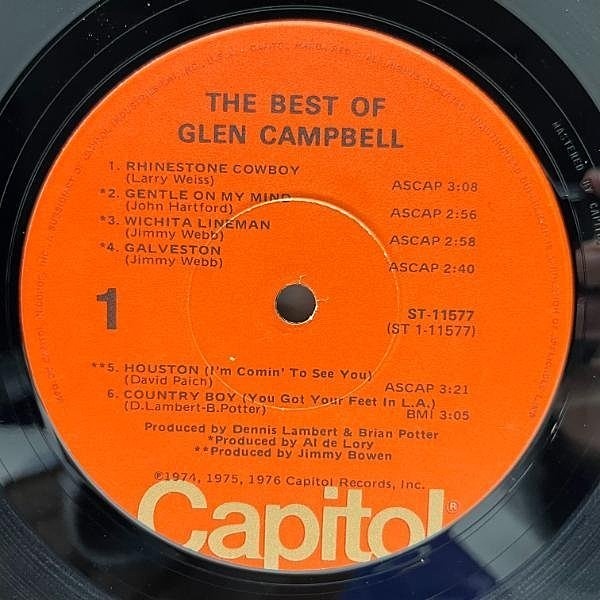 THE BEST OF
GLEN CAMPBELL
1. RHINESTONE COWBOY
(Larry Weiss) ASCAP 3:08
*2. GENTLE ON MY MIND
(John Hartford) ASCAP 2:56
*3. WICHITA LINEMAN
(Jimmy Webb) ASCAP 2:58
*4. GALVESTON
(Jimmy Webb) ASCAP 2:40
1
ST-11577
(ST 1-11577)
**5. HOUSTON (I'm Comin' To See You)
(David Paich) ASCAP 3:21
6. COUNTRY BOY (You Got Your Feet In L.A.)
(D.Lambert-B.Potter) BMI 3:05
Produced by Dennis Lambert & Brian Potter
*Produced by Al de Lory
**Produced by Jimmy Bowen
℗1974, 1975, 1976 Capitol Records, Inc.
Capitol®
MASTERED BY